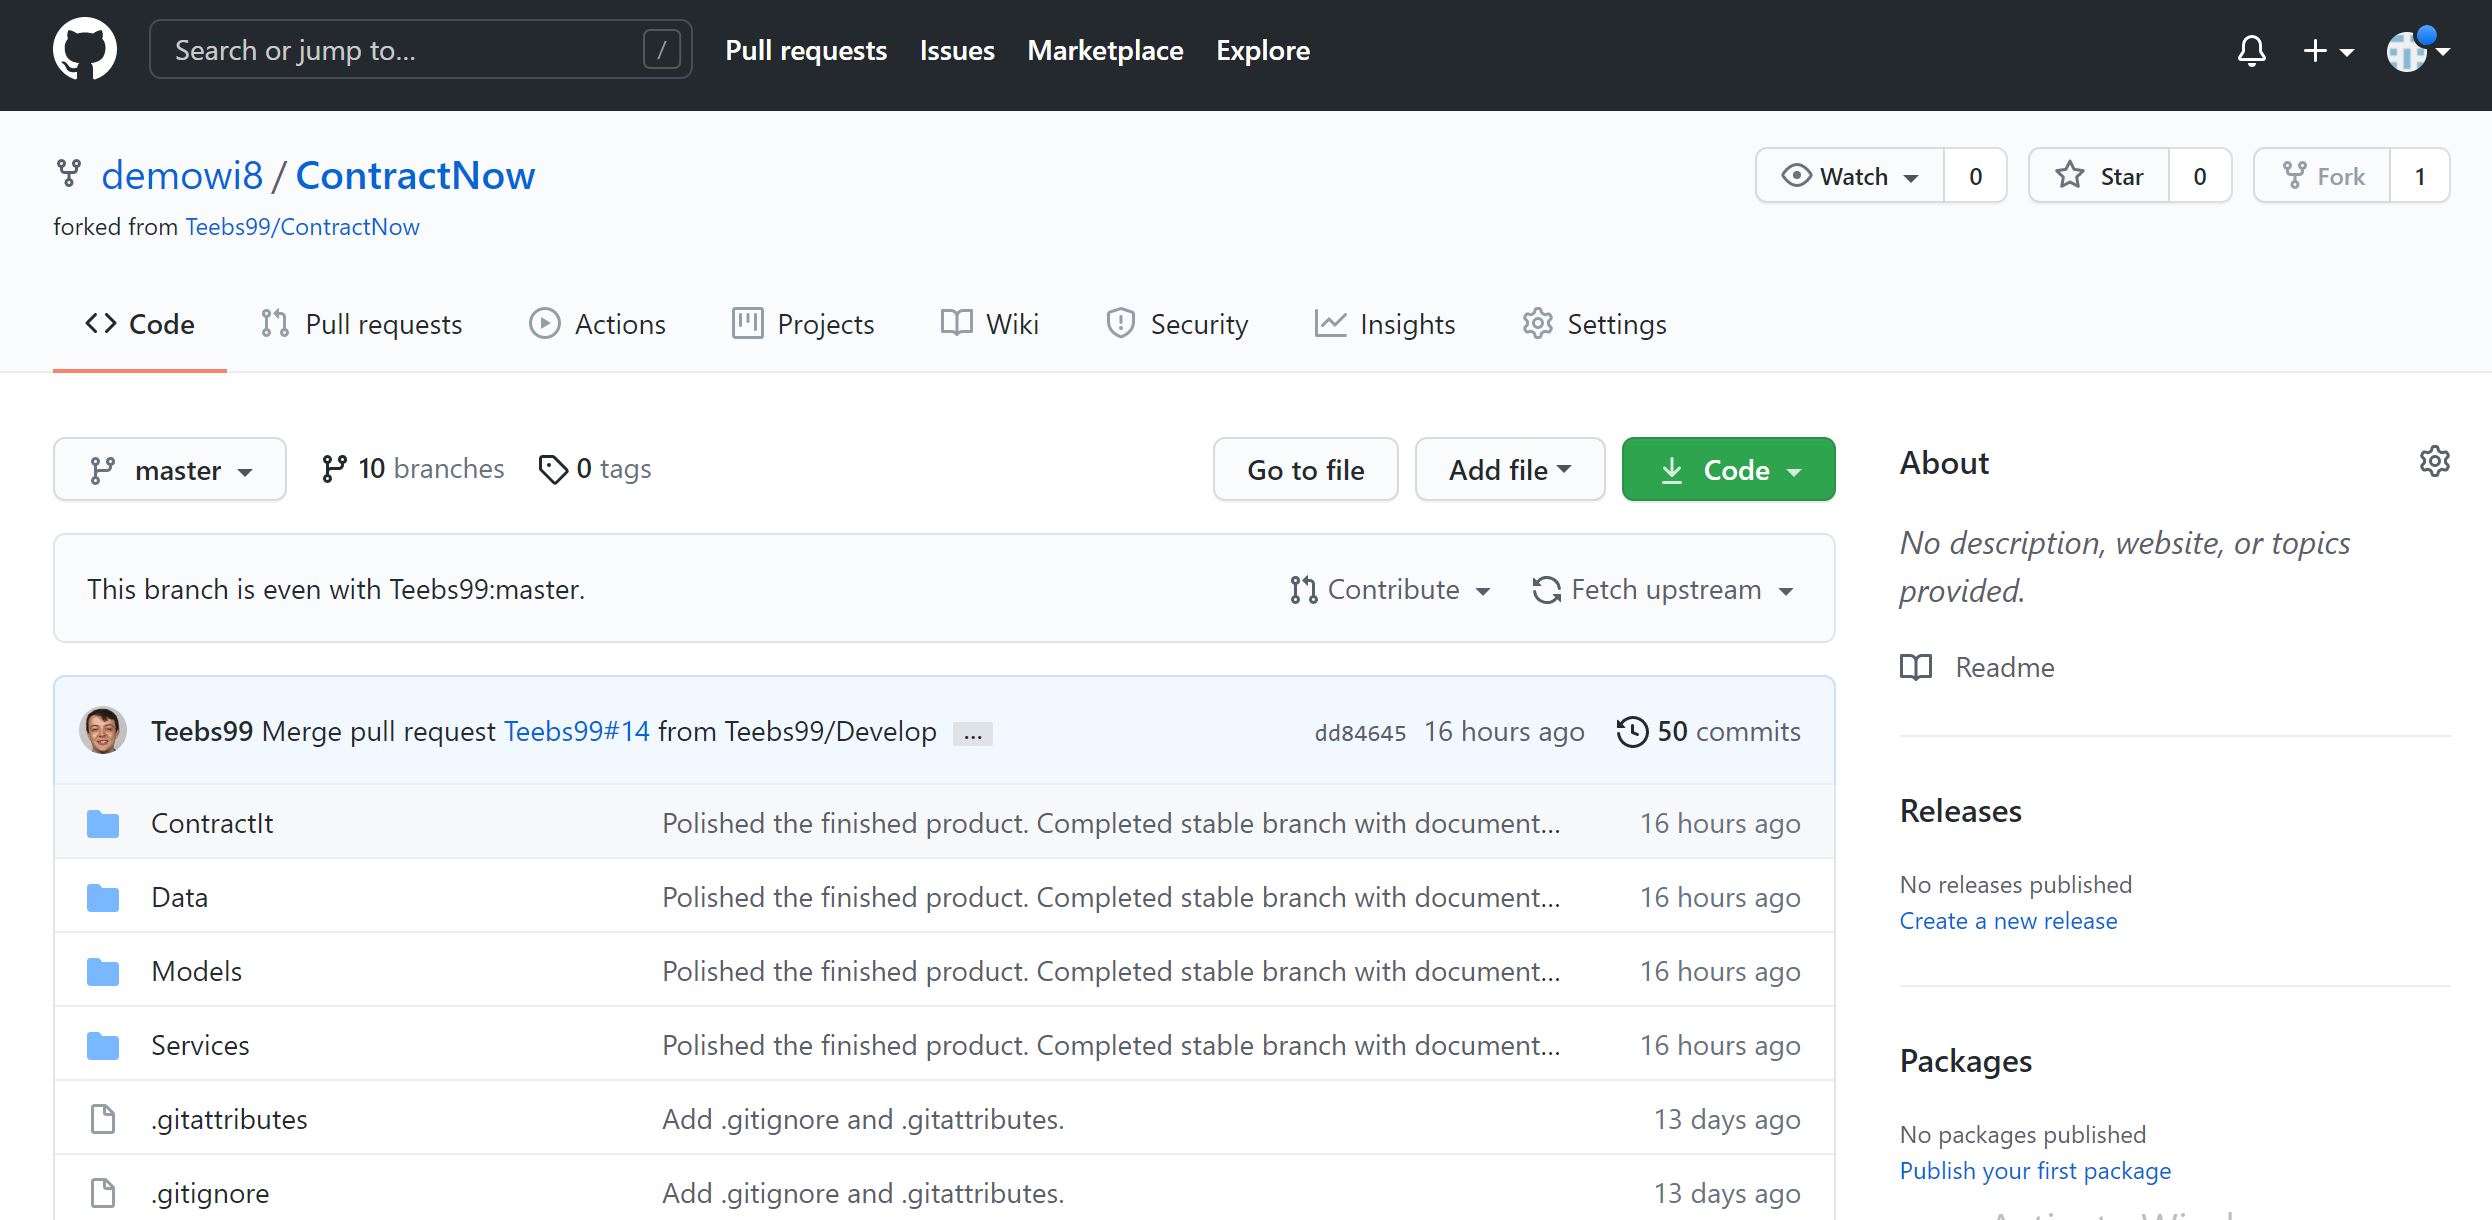 Search or jump to... / Pull requests Issues Marketplace Explore
demowi8 / ContractNow Watch 0 Star 0 Fork 1
forked from Teebs99/ContractNow
Code Pull requests Actions Projects Wiki Security Insights Settings
master 10 branches 0 tags Go to file Add file Code
This branch is even with Teebs99:master. Contribute Fetch upstream
Teebs99 Merge pull request Teebs99#14 from Teebs99/Develop ... dd84645 16 hours ago 50 commits
ContractIt Polished the finished product. Completed stable branch with document... 16 hours ago
Data Polished the finished product. Completed stable branch with document... 16 hours ago
Models Polished the finished product. Completed stable branch with document... 16 hours ago
Services Polished the finished product. Completed stable branch with document... 16 hours ago
.gitattributes Add .gitignore and .gitattributes. 13 days ago
.gitignore Add .gitignore and .gitattributes. 13 days ago
About
No description, website, or topics
provided.
Readme
Releases
No releases published
Create a new release
Packages
No packages published
Publish your first package